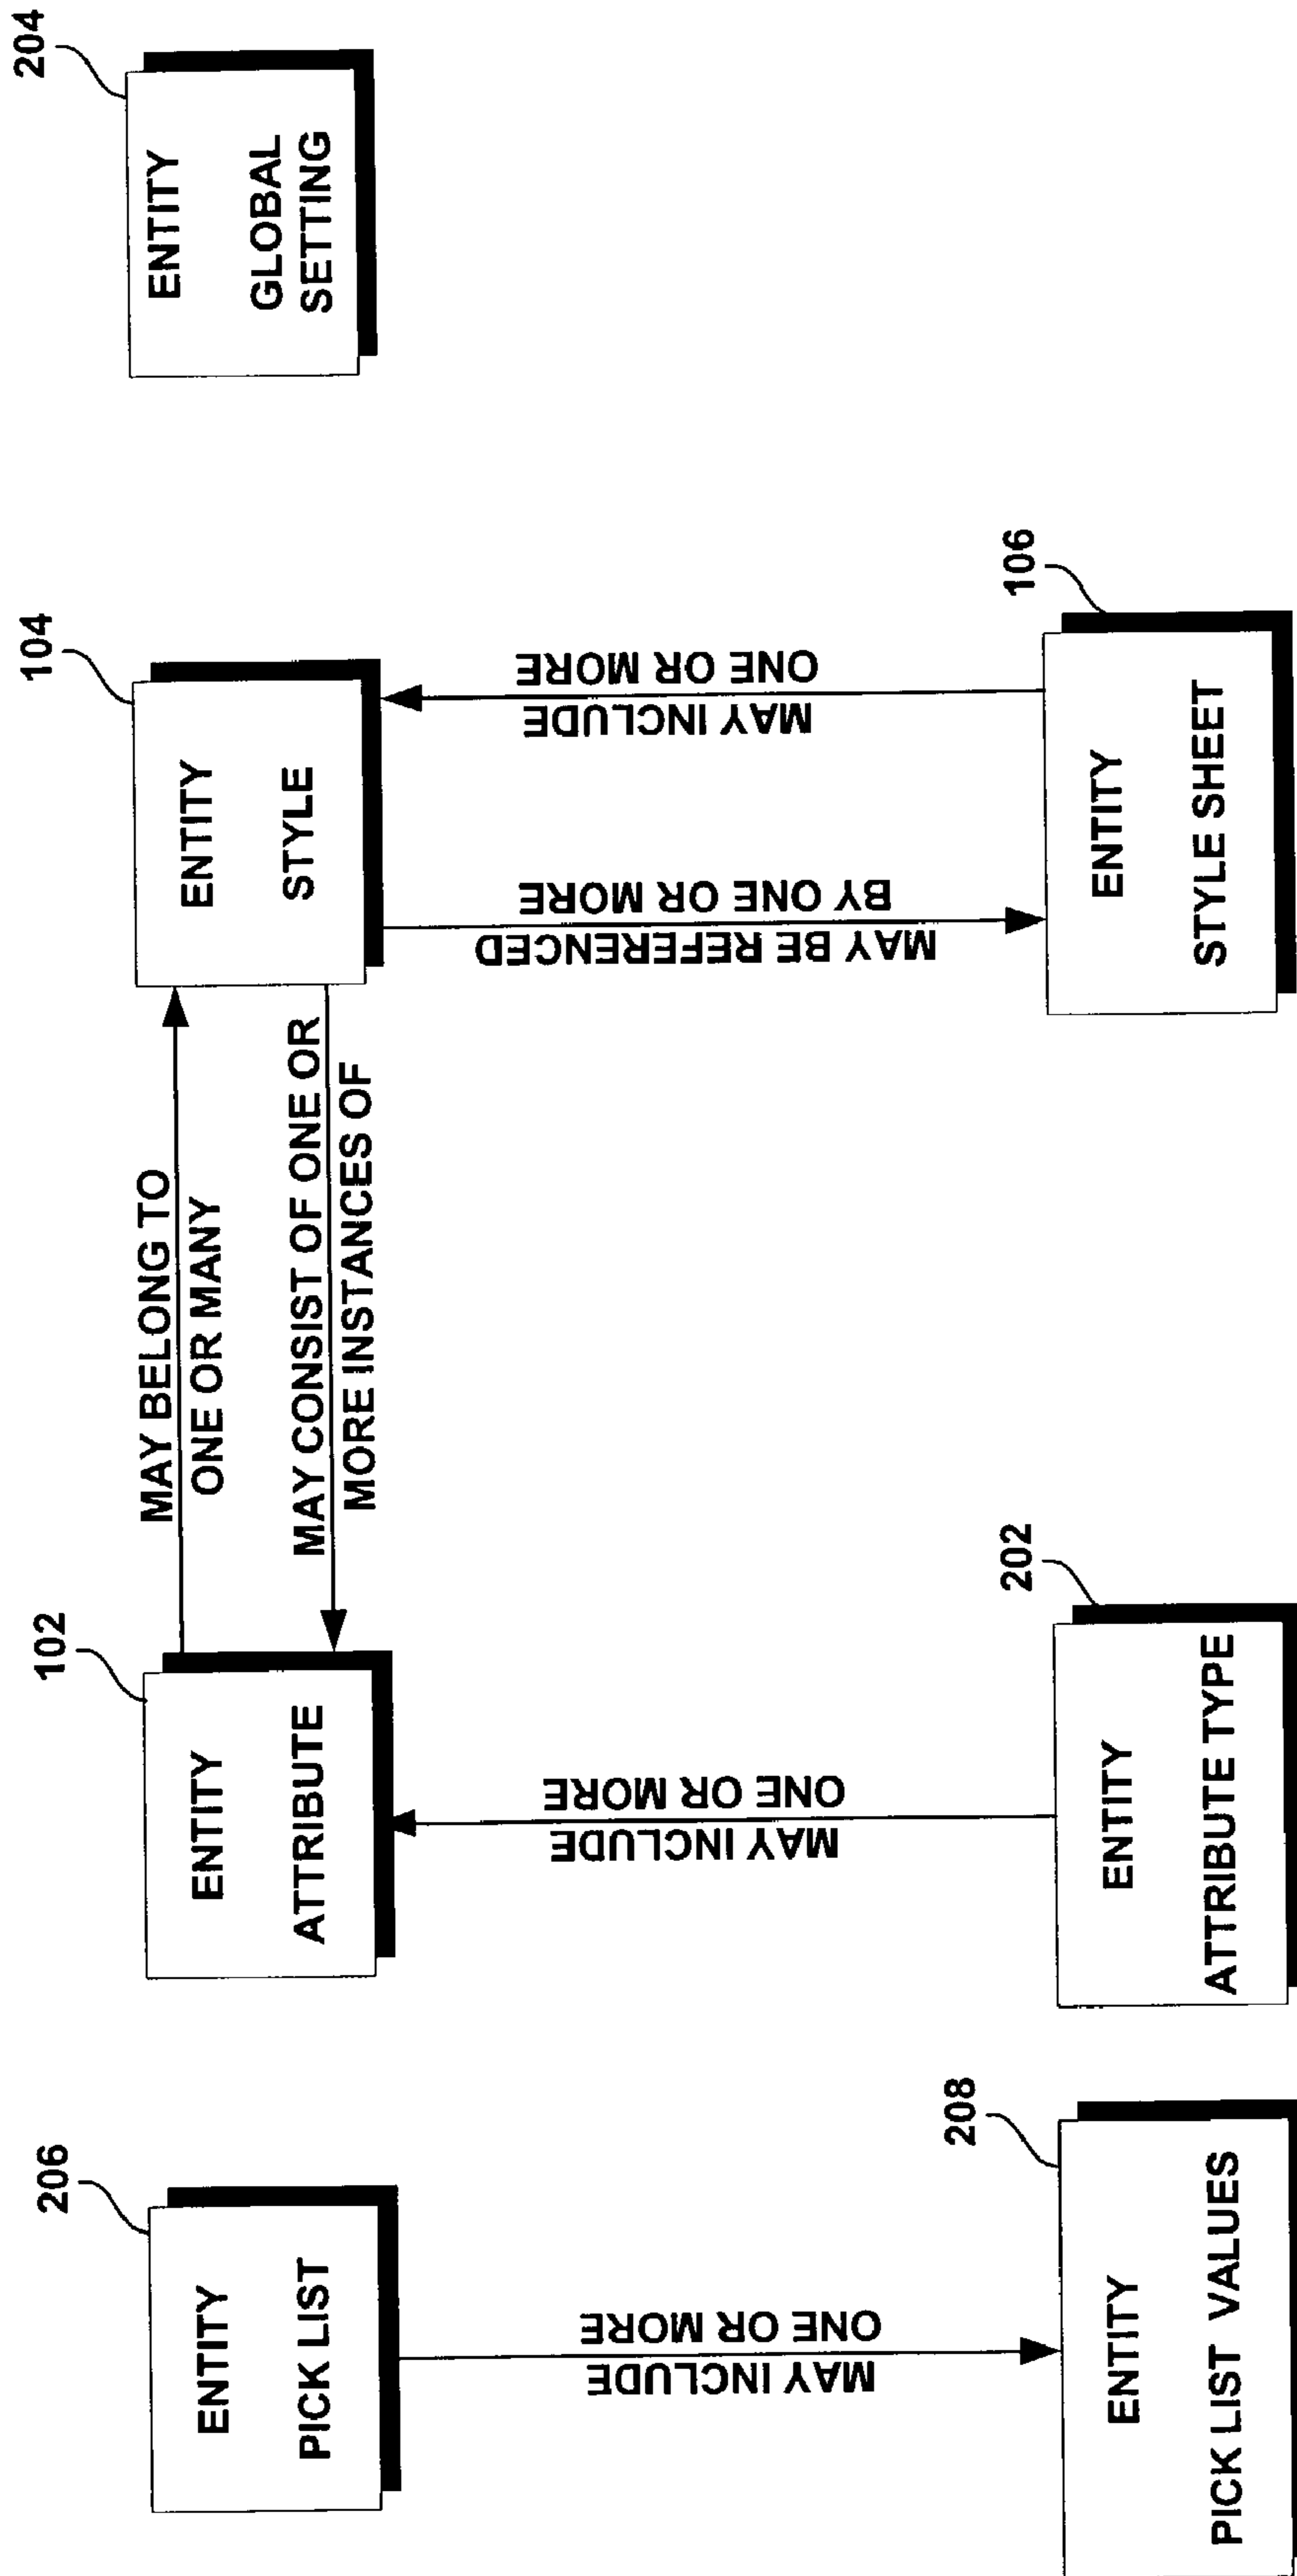 206
ENTITY
PICK LIST
102
ENTITY
ATTRIBUTE
MAY BELONG TO
ONE OR MANY
MAY CONSIST OF ONE OR
MORE INSTANCES OF
104
ENTITY
STYLE
204
ENTITY
GLOBAL
SETTING
MAY INCLUDE
ONE OR MORE
MAY INCLUDE
ONE OR MORE
MAY BE REFERENCED
BY ONE OR MORE
MAY INCLUDE
ONE OR MORE
208
ENTITY
PICK LIST VALUES
202
ENTITY
ATTRIBUTE TYPE
106
ENTITY
STYLE SHEET